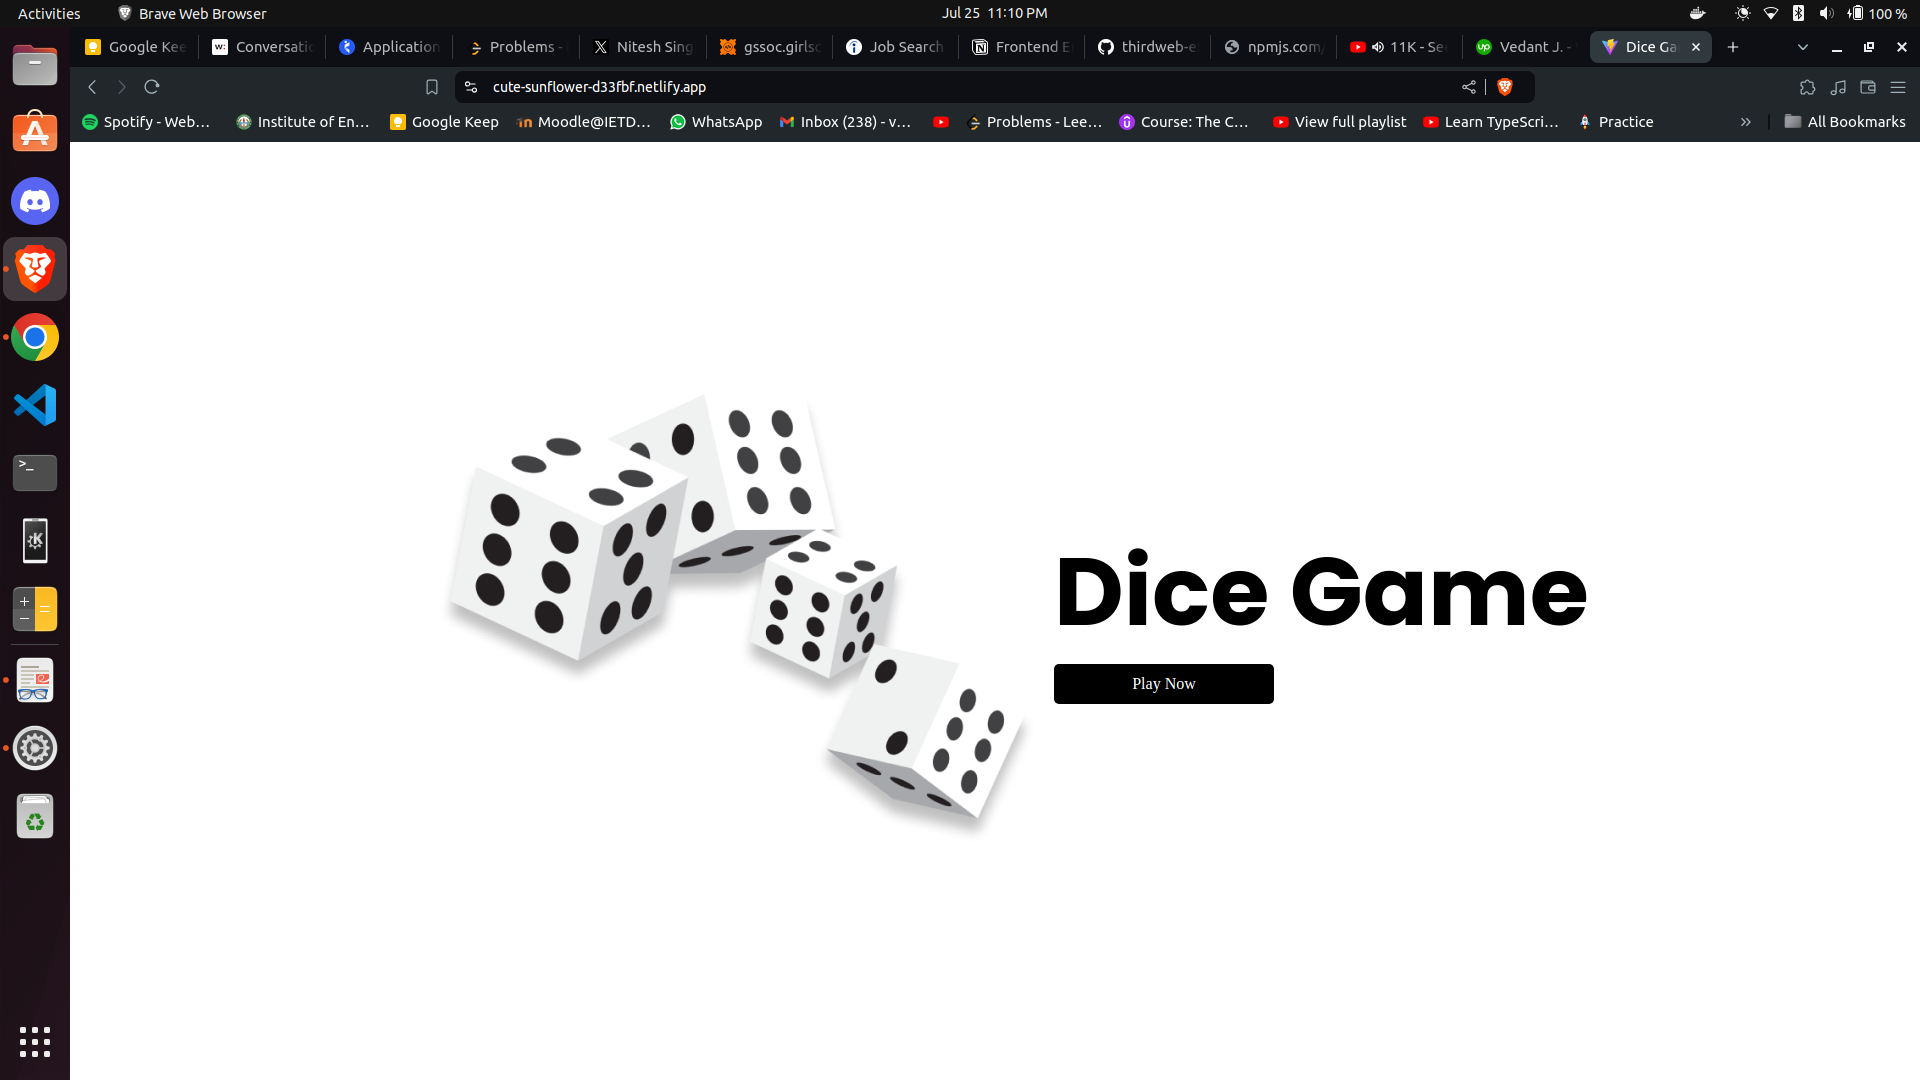 Activities
Brave Web Browser
Jul 25 11:10 PM
100 %
Google Kee
Conversatio
Application
Problems -
Nitesh Sing
gssoc.girlsc
Job Search
Frontend E
thirdweb-e
npmjs.com/
11K - See
Vedant J. -
Dice Ga
cute-sunflower-d33fbf.netlify.app
Spotify - Web...
Institute of En...
Google Keep
Moodle@IETD...
WhatsApp
Inbox (238) - v...
Problems - Lee...
Course: The C...
View full playlist
Learn TypeScri...
Practice
»
All Bookmarks
Dice Game
Play Now